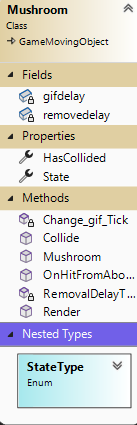 Mushroom
Class
GameMovingObject
Fields
gifdelay
removedelay
Properties
HasCollided
State
Methods
Change_gif_Tick
Collide
Mushroom
OnHitFromAbo...
RemovalDelayT...
Render
Nested Types
StateType
Enum